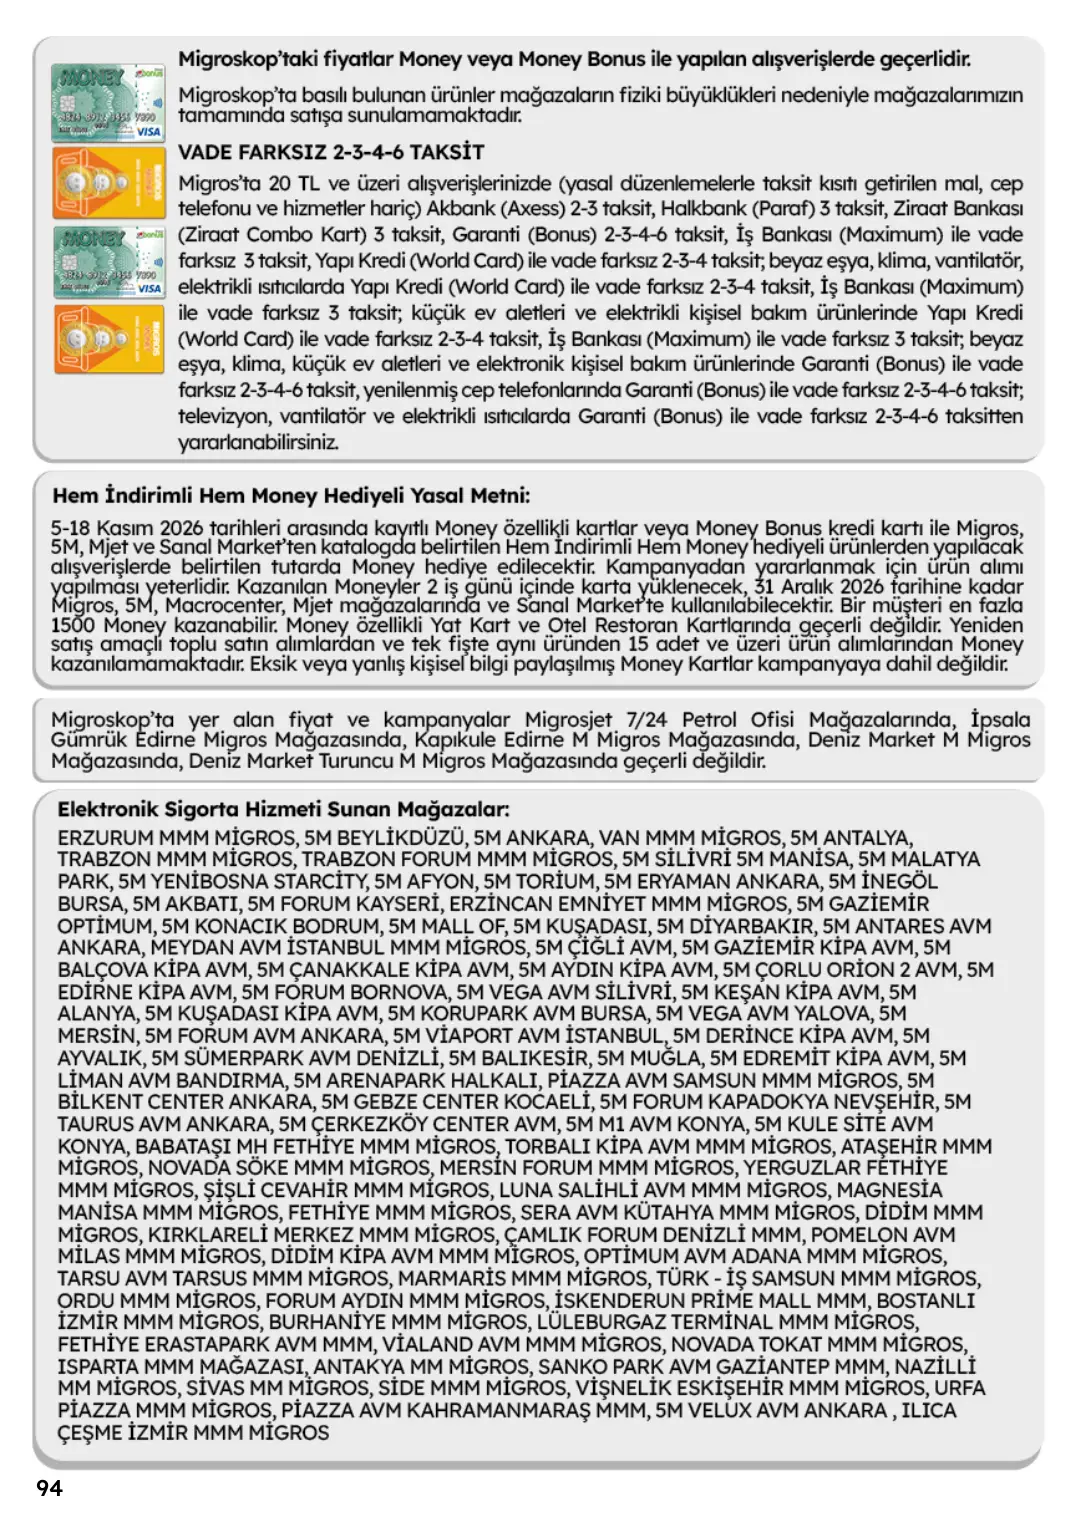 Migroskop'taki fiyatlar Money veya Money Bonus ile yapılan alışverişlerde geçerlidir.
Migroskop'ta basılı bulunan ürünler mağazaların fiziki büyüklükleri nedeniyle mağazalarımızın
tamamında satışa sunulamamaktadır.
VADE FARKSIZ 2-3-4-6 TAKSİT
Migros'ta 20 TL ve üzeri alışverişlerinizde (yasal düzenlemelerle taksit kısıtı getirilen mal, cep
telefonu ve hizmetler hariç) Akbank (Axess) 2-3 taksit, Halkbank (Paraf) 3 taksit, Ziraat Bankası
(Ziraat Combo Kart) 3 taksit, Garanti (Bonus) 2-3-4-6 taksit, İş Bankası (Maximum) ile vade
farksız 3 taksit, Yapı Kredi (World Card) ile vade farksız 2-3-4 taksit; beyaz eşya, klima, vantilatör,
elektrikli ısıtıcılarda Yapı Kredi (World Card) ile vade farksız 2-3-4 taksit, İş Bankası (Maximum)
ile vade farksız 3 taksit; küçük ev aletleri ve elektrikli kişisel bakım ürünlerinde Yapı Kredi
(World Card) ile vade farksız 2-3-4 taksit, İş Bankası (Maximum) ile vade farksız 3 taksit; beyaz
eşya, klima, küçük ev aletleri ve elektronik kişisel bakım ürünlerinde Garanti (Bonus) ile vade
farksız 2-3-4-6 taksit, yenilenmiş cep telefonlarında Garanti (Bonus) ile vade farksız 2-3-4-6 taksit;
televizyon, vantilatör ve elektrikli ısıtıcılarda Garanti (Bonus) ile vade farksız 2-3-4-6 taksitten
yararlanabilirsiniz.
MONEY
bonus
VISA
MIGROS
MONEY
bonus
VISA
MIGROS
Hem İndirimli Hem Money Hediyeli Yasal Metni:
5-18 Kasım 2026 tarihleri arasında kayıtlı Money özellikli kartlar veya Money Bonus kredi kartı ile Migros,
5M, Mjet ve Sanal Market'ten katalogda belirtilen Hem İndirimli Hem Money hediyeli ürünlerden yapılacak
alışverişlerde belirtilen tutarda Money hediye edilecektir. Kampanyadan yararlanmak için ürün alımı
yapılması yeterlidir. Kazanılan Moneyler 2 iş günü içinde karta yüklenecek, 31 Aralık 2026 tarihine kadar
Migros, 5M, Macrocenter, Mjet mağazalarında ve Sanal Market'te kullanılabilecektir. Bir müşteri en fazla
1500 Money kazanabilir. Money özellikli Yat Kart ve Otel Restoran Kartlarında geçerli değildir. Yeniden
satış amaçlı toplu satın alımlardan ve tek fişte aynı üründen 15 adet ve üzeri ürün alımlarından Money
kazanılamamaktadır. Eksik veya yanlış kişisel bilgi paylaşılmış Money Kartlar kampanyaya dahil değildir.
Migroskop'ta yer alan fiyat ve kampanyalar Migrosjet 7/24 Petrol Ofisi Mağazalarında, İpsala
Gümrük Edirne Migros Mağazasında, Kapıkule Edirne M Migros Mağazasında, Deniz Market M Migros
Mağazasında, Deniz Market Turuncu M Migros Mağazasında geçerli değildir.
Elektronik Sigorta Hizmeti Sunan Mağazalar:
ERZURUM MMM MİGROS, 5M BEYLİKDÜZÜ, 5M ANKARA, VAN MMM MİGROS, 5M ANTALYA,
TRABZON MMM MİGROS, TRABZON FORUM MMM MİGROS, 5M SİLİVRİ 5M MANİSA, 5M MALATYA
PARK, 5M YENİBOSNA STARCİTY, 5M AFYON, 5M TORİUM, 5M ERYAMAN ANKARA, 5M İNEGÖL
BURSA, 5M AKBATI, 5M FORUM KAYSERİ, ERZİNCAN EMNİYET MMM MİGROS, 5M GAZİEMİR
OPTİMUM, 5M KONACIK BODRUM, 5M MALL OF, 5M KUŞADASI, 5M DİYARBAKIR, 5M ANTARES AVM
ANKARA, MEYDAN AVM İSTANBUL MMM MİGROS, 5M ÇİĞLİ AVM, 5M GAZİEMİR KİPA AVM, 5M
BALÇOVA KİPA AVM, 5M ÇANAKKALE KİPA AVM, 5M AYDIN KİPA AVM, 5M ÇORLU ORİON 2 AVM, 5M
EDİRNE KİPA AVM, 5M FORUM BORNOVA, 5M VEGA AVM SİLİVRİ, 5M KEŞAN KİPA AVM, 5M
ALANYA, 5M KUŞADASI KİPA AVM, 5M KORUPARK AVM BURSA, 5M VEGA AVM YALOVA, 5M
MERSİN, 5M FORUM AVM ANKARA, 5M VİAPORT AVM İSTANBUL, 5M DERİNCE KİPA AVM, 5M
AYVALIK, 5M SÜMERPARK AVM DENİZLİ, 5M BALIKESİR, 5M MUĞLA, 5M EDREMİT KİPA AVM, 5M
LİMAN AVM BANDIRMA, 5M ARENAPARK HALKALI, PİAZZA AVM SAMSUN MMM MİGROS, 5M
BİLKENT CENTER ANKARA, 5M GEBZE CENTER KOCAELİ, 5M FORUM KAPADOKYA NEVŞEHİR, 5M
TAURUS AVM ANKARA, 5M ÇERKEZKÖY CENTER AVM, 5M M1 AVM KONYA, 5M KULE SİTE AVM
KONYA, BABATAŞI MH FETHİYE MMM MİGROS, TORBALI KİPA AVM MMM MİGROS, ATAŞEHİR MMM
MİGROS, NOVADA SÖKE MMM MİGROS, MERSİN FORUM MMM MİGROS, YERGUZLAR FETHİYE
MMM MİGROS, ŞİŞLİ CEVAHİR MMM MİGROS, LUNA SALİHLİ AVM MMM MİGROS, MAGNESİA
MANİSA MMM MİGROS, FETHİYE MMM MİGROS, SERA AVM KÜTAHYA MMM MİGROS, DİDİM MMM
MİGROS, KIRKLARELİ MERKEZ MMM MİGROS, ÇAMLIK FORUM DENİZLİ MMM, POMELON AVM
MİLAS MMM MİGROS, DİDİM KİPA AVM MMM MİGROS, OPTİMUM AVM ADANA MMM MİGROS,
TARSU AVM TARSUS MMM MİGROS, MARMARİS MMM MİGROS, TÜRK - İŞ SAMSUN MMM MİGROS,
ORDU MMM MİGROS, FORUM AYDIN MMM MİGROS, İSKENDERUN PRİME MALL MMM, BOSTANLI
İZMİR MMM MİGROS, BURHANİYE MMM MİGROS, LÜLEBURGAZ TERMİNAL MMM MİGROS,
FETHİYE ERASTAPARK AVM MMM, VİALAND AVM MMM MİGROS, NOVADA TOKAT MMM MİGROS,
ISPARTA MMM MAĞAZASI, ANTAKYA MM MİGROS, SANKO PARK AVM GAZİANTEP MMM, NAZİLLİ
MM MİGROS, SİVAS MM MİGROS, SİDE MMM MİGROS, VİŞNELİK ESKİŞEHİR MMM MİGROS, URFA
PİAZZA MMM MİGROS, PİAZZA AVM KAHRAMANMARAŞ MMM, 5M VELUX AVM ANKARA , ILICA
ÇEŞME İZMİR MMM MİGROS
94